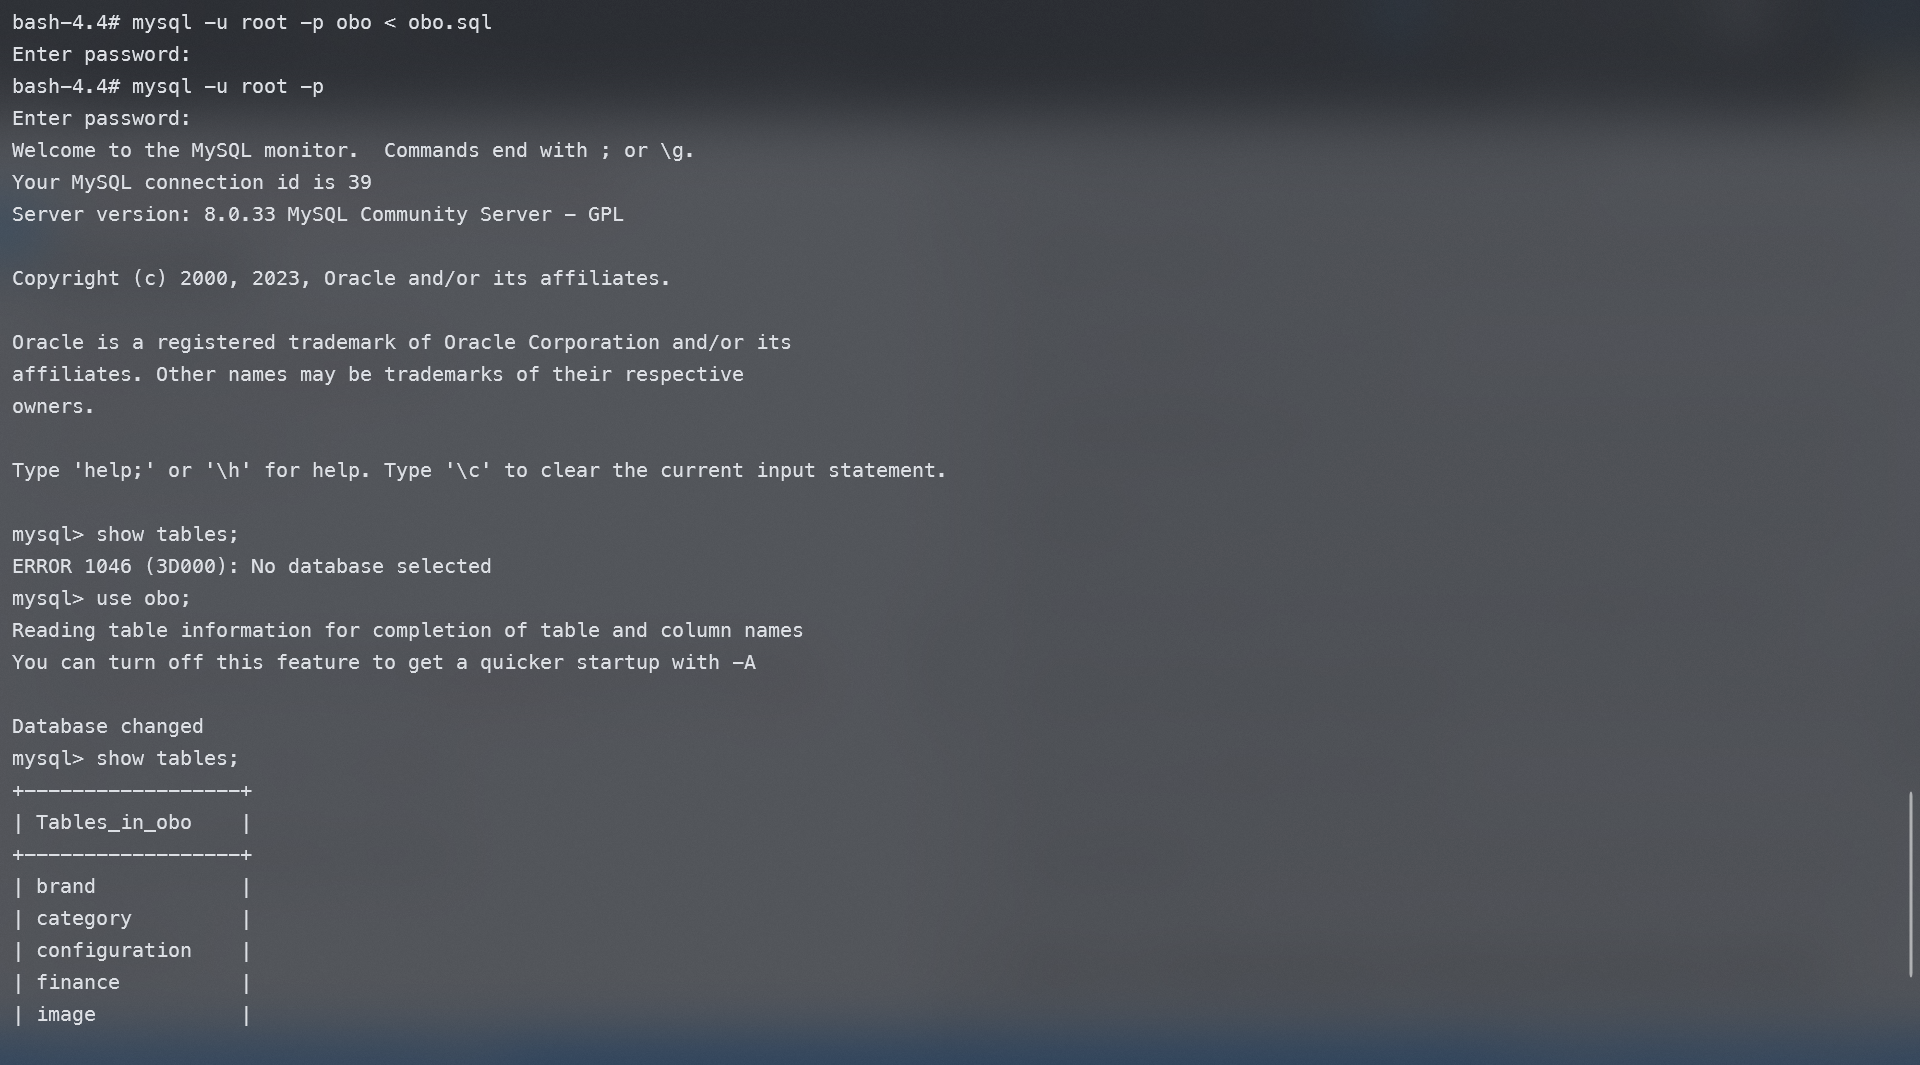 bash-4.4# mysql -u root -p obo < obo.sql
Enter password:
bash-4.4# mysql -u root -p
Enter password:
Welcome to the MySQL monitor.  Commands end with ; or \g.
Your MySQL connection id is 39
Server version: 8.0.33 MySQL Community Server - GPL

Copyright (c) 2000, 2023, Oracle and/or its affiliates.

Oracle is a registered trademark of Oracle Corporation and/or its
affiliates. Other names may be trademarks of their respective
owners.

Type 'help;' or '\h' for help. Type '\c' to clear the current input statement.

mysql> show tables;
ERROR 1046 (3D000): No database selected
mysql> use obo;
Reading table information for completion of table and column names
You can turn off this feature to get a quicker startup with -A

Database changed
mysql> show tables;
+------------------+
| Tables_in_obo    |
+------------------+
| brand            |
| category         |
| configuration    |
| finance          |
| image            |